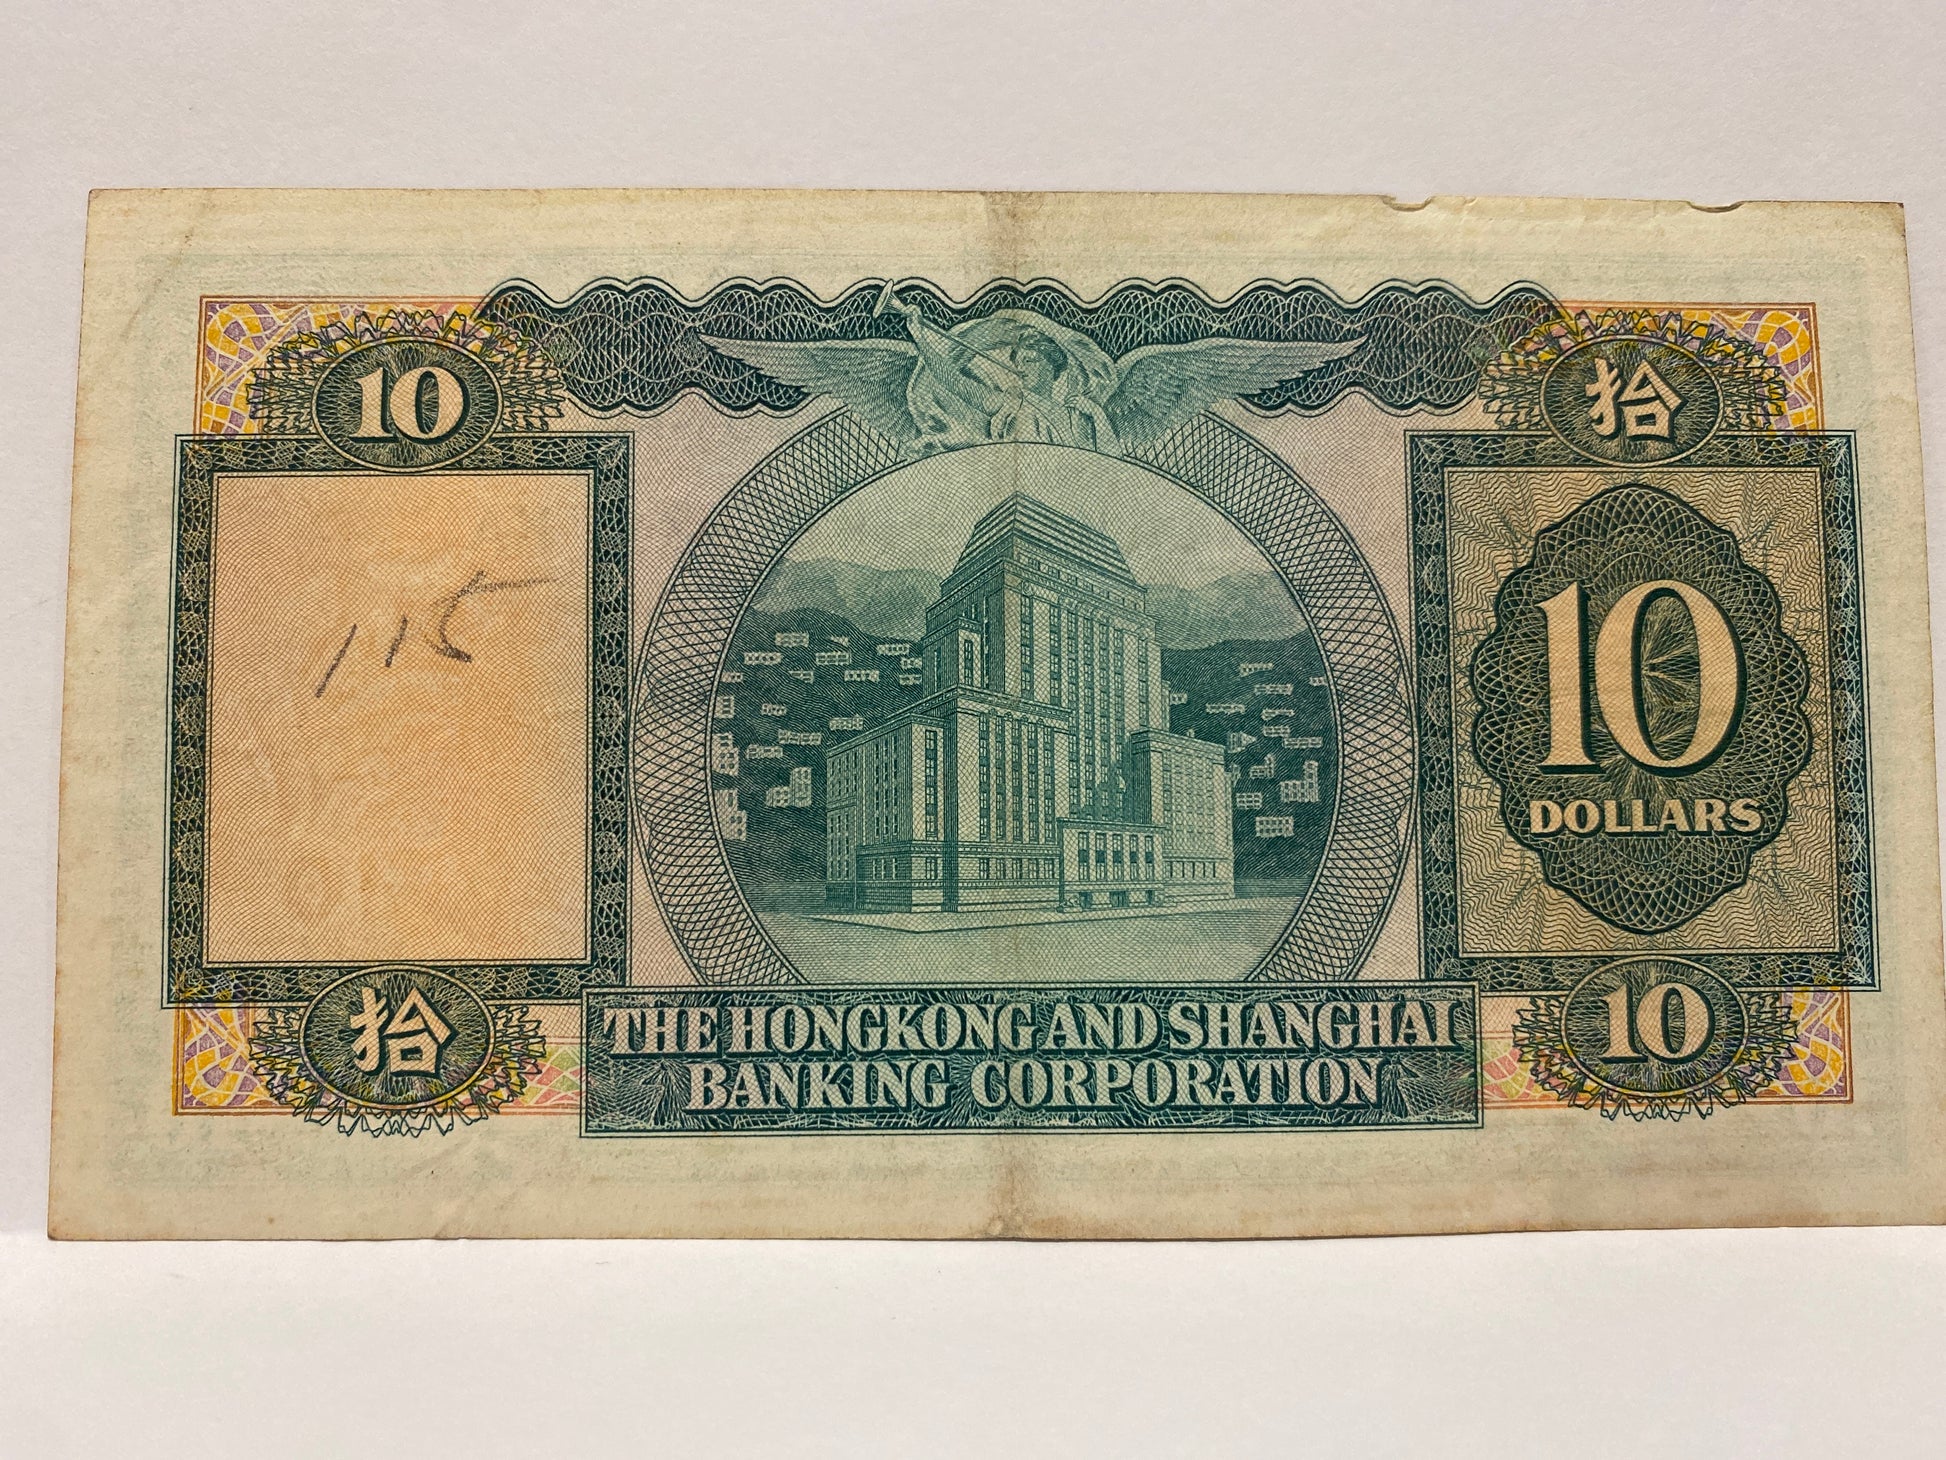 10
拾
115
10
DOLLARS
拾
10
THE HONGKONG AND SHANGHAI
BANKING CORPORATION